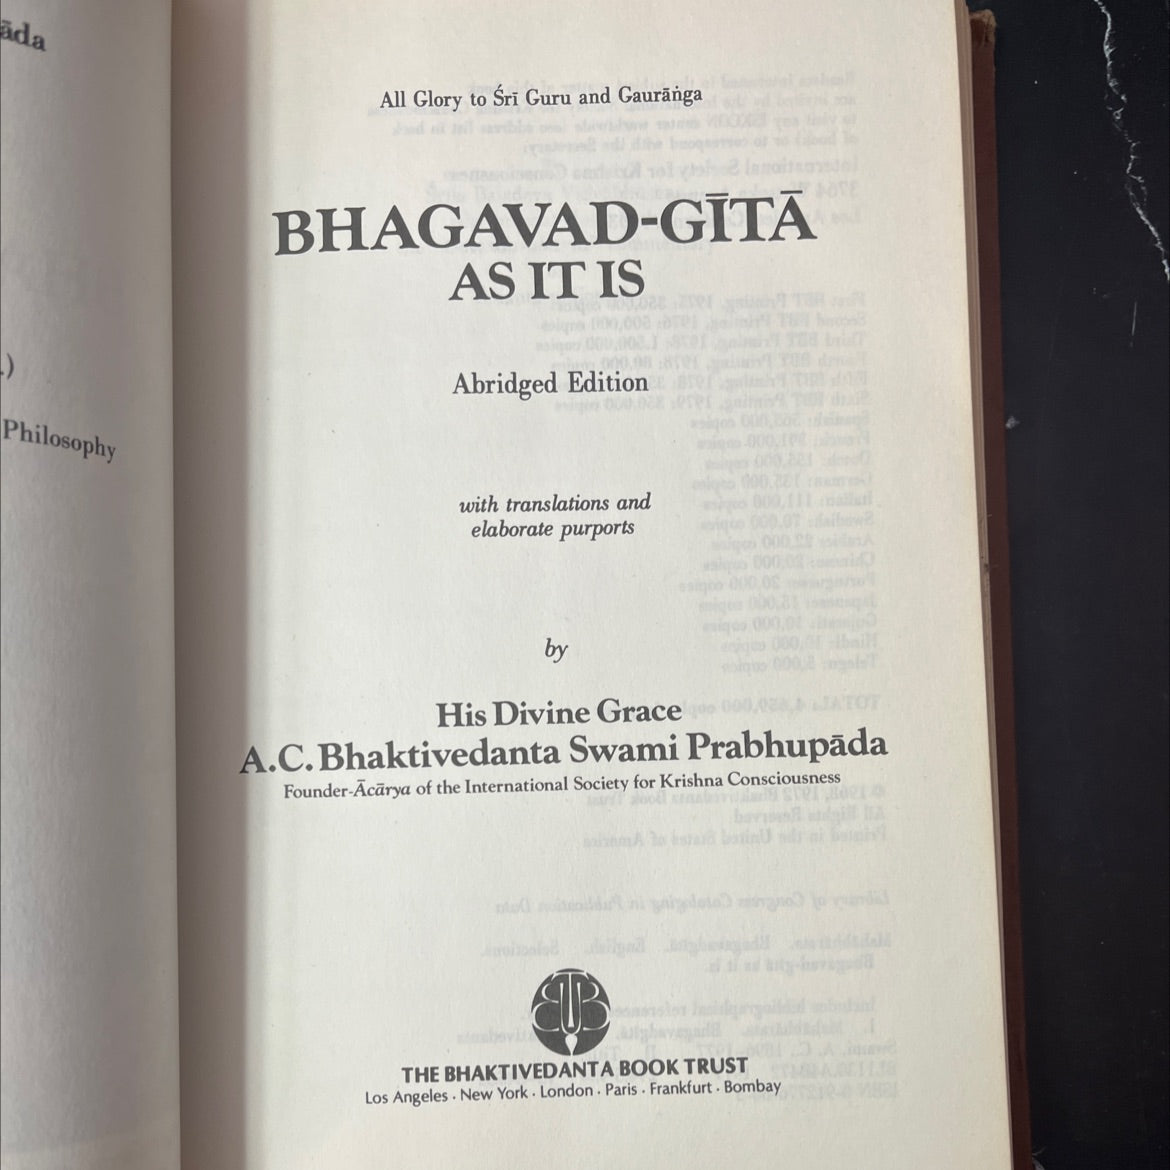 āda
.)
Philosophy
All Glory to Śrī Guru and Gaurāṅga
BHAGAVAD-GĪTĀ
AS IT IS
Abridged Edition
with translations and
elaborate purports
by
His Divine Grace
A.C. Bhaktivedanta Swami Prabhupāda
Founder-Ācārya of the International Society for Krishna Consciousness
THE BHAKTIVEDANTA BOOK TRUST
Los Angeles · New York · London · Paris · Frankfurt · Bombay